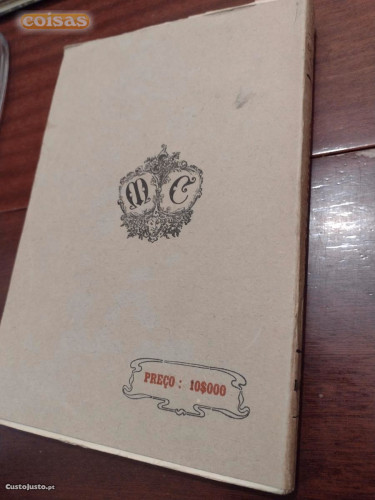 coisas
M C
PREÇO : 10$000
CustoJusto.pt